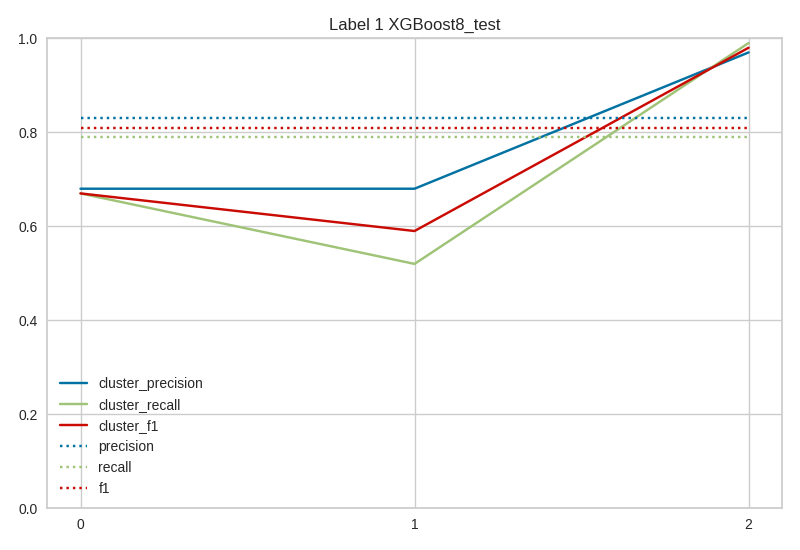 Label 1 XGBoost8_test
1.0
0.8
0.6
0.4
0.2
0.0
cluster_precision
cluster_recall
cluster_f1
precision
recall
f1
0 1 2